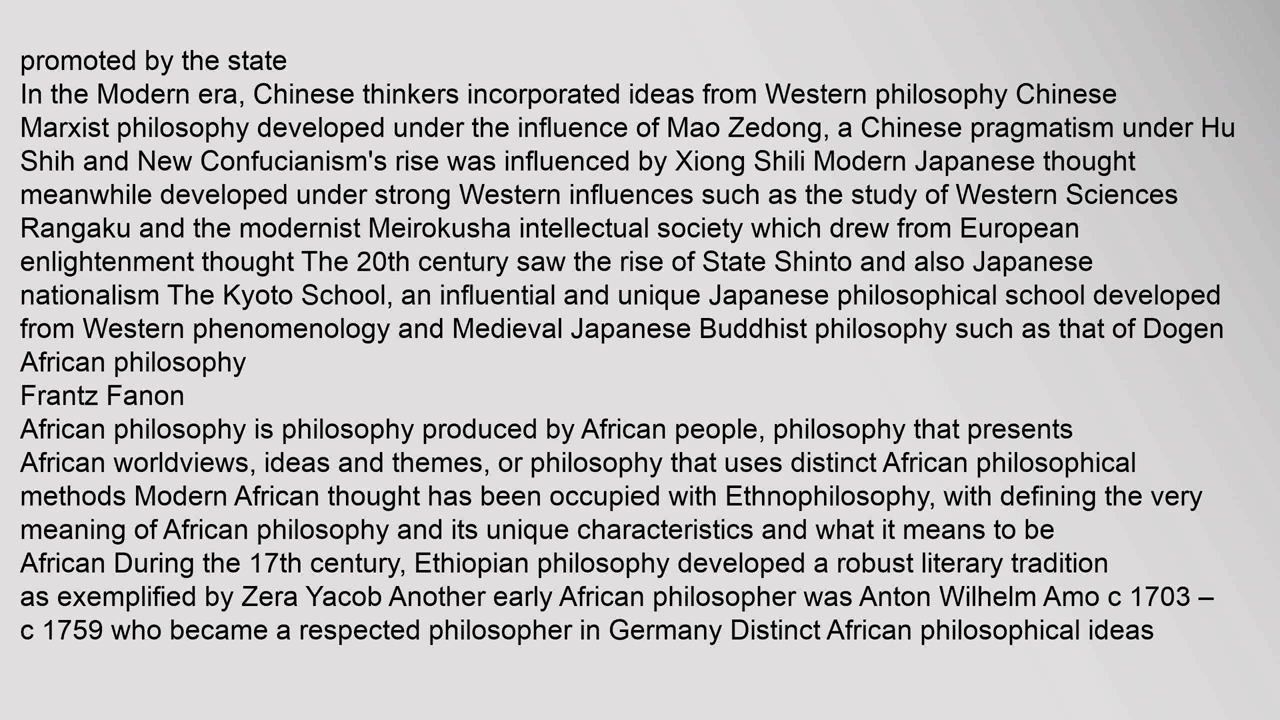 promoted by the state
In the Modern era, Chinese thinkers incorporated ideas from Western philosophy Chinese
Marxist philosophy developed under the influence of Mao Zedong, a Chinese pragmatism under Hu
Shih and New Confucianism's rise was influenced by Xiong Shili Modern Japanese thought
meanwhile developed under strong Western influences such as the study of Western Sciences
Rangaku and the modernist Meirokusha intellectual society which drew from European
enlightenment thought The 20th century saw the rise of State Shinto and also Japanese
nationalism The Kyoto School, an influential and unique Japanese philosophical school developed
from Western phenomenology and Medieval Japanese Buddhist philosophy such as that of Dogen
African philosophy
Frantz Fanon
African philosophy is philosophy produced by African people, philosophy that presents
African worldviews, ideas and themes, or philosophy that uses distinct African philosophical
methods Modern African thought has been occupied with Ethnophilosophy, with defining the very
meaning of African philosophy and its unique characteristics and what it means to be
African During the 17th century, Ethiopian philosophy developed a robust literary tradition
as exemplified by Zera Yacob Another early African philosopher was Anton Wilhelm Amo c 1703 –
c 1759 who became a respected philosopher in Germany Distinct African philosophical ideas